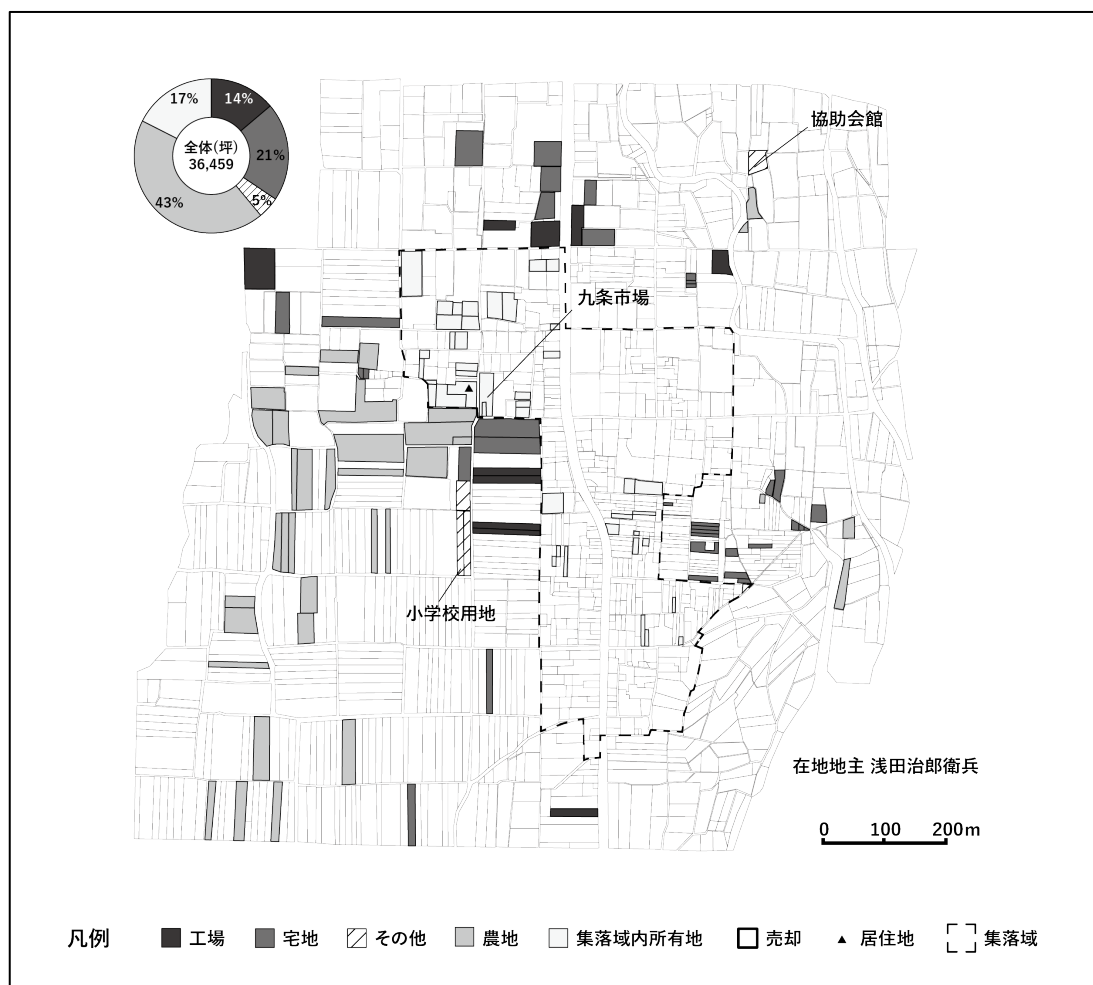 17%
14%
全体(坪)
36,459
21%
43%
5%
協助会館
九条市場
小学校用地
在地地主 浅田治郎衛兵
0 100 200m
凡例 工場 宅地 その他 農地 集落域内所有地 売却 居住地 集落域